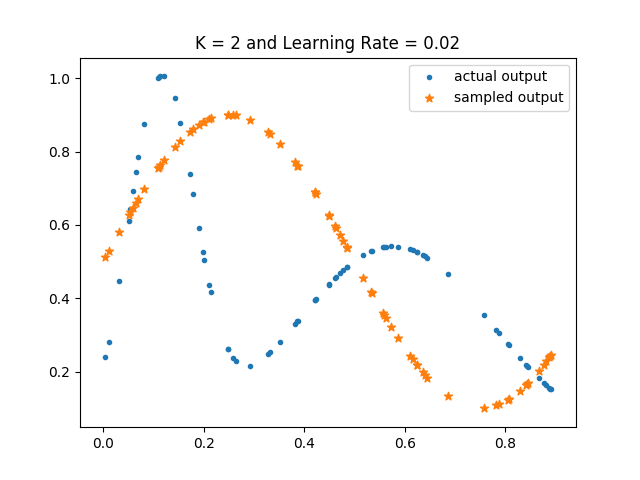 K = 2 and Learning Rate = 0.02
actual output
sampled output
1.0
0.8
0.6
0.4
0.2
0.0 0.2 0.4 0.6 0.8